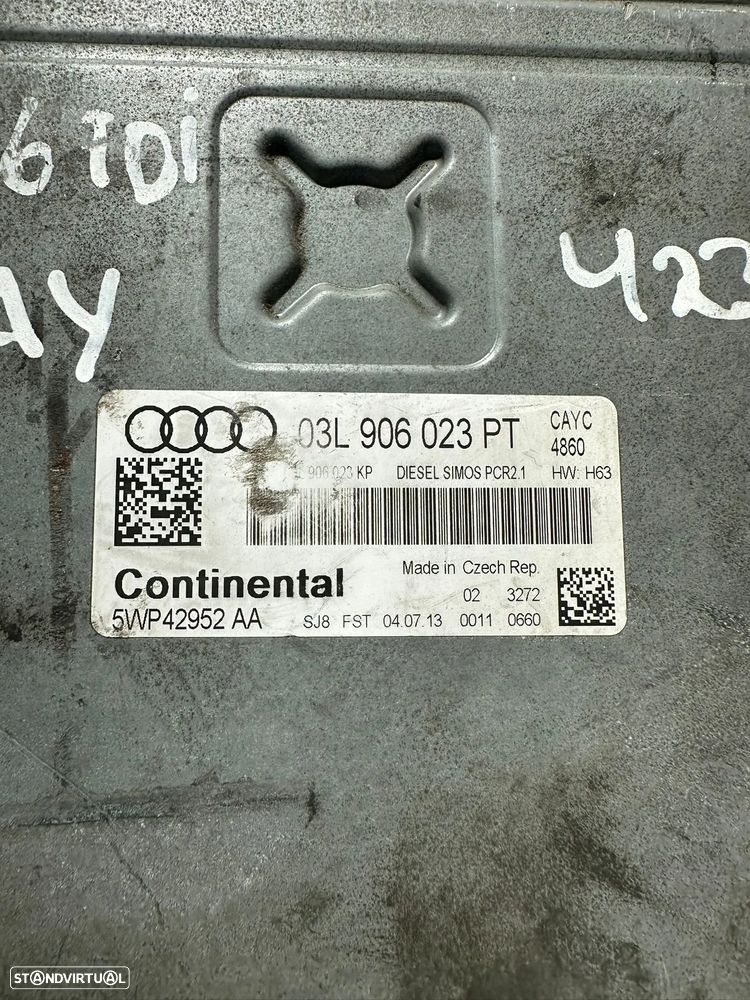 6 TDi
AY
422
03L 906 023 PT
CAYC
4860
906 023 KP DIESEL SIMOS PCR2.1 HW: H63
Continental
Made in Czech Rep.
02 3272
5WP42952 AA
SJ8 FST 04.07.13 0011 0660
STANDVIRTUAL